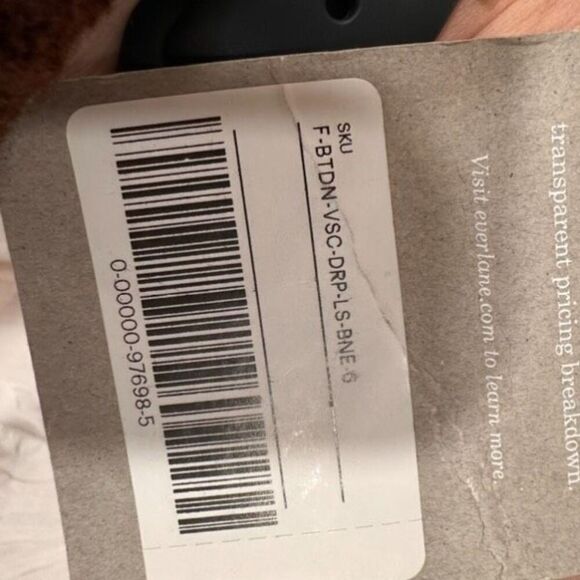 transparent pricing breakdown.
Visit everlane.com to learn more.
SKU
F-BTDN-VSC-DRP-LS-BNE-6
0-00000-97698-5